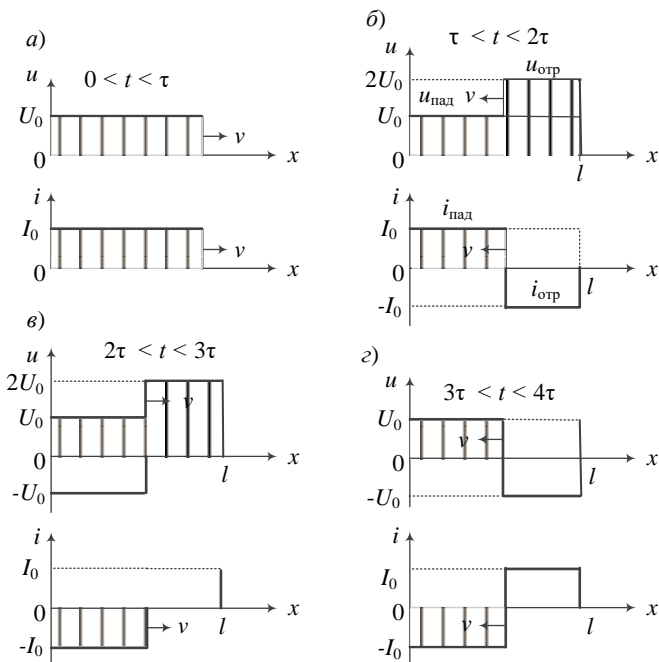 а)
0 < t < τ
u
U₀
v
0
x
i
I₀
v
0
x
б)
τ < t < 2τ
u
uотр
2U₀
uпад
v
U₀
0
l
x
i
iпад
I₀
v
0
x
iотр
l
-I₀
в)
2τ < t < 3τ
u
2U₀
U₀
v
0
l
x
-U₀
i
I₀
0
v
l
x
-I₀
г)
3τ < t < 4τ
u
U₀
v
0
l
x
-U₀
i
I₀
0
v
l
x
-I₀